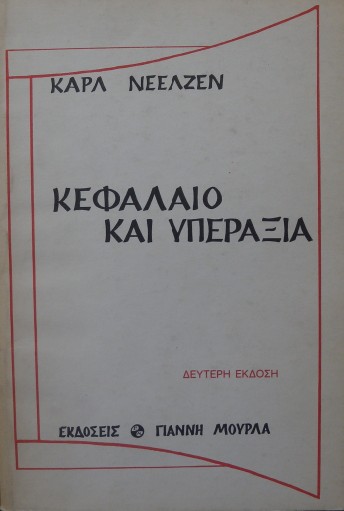 ΚΑΡΛ ΝΕΕΛΖΕΝ
ΚΕΦΑΛΑΙΟ
ΚΑΙ ΥΠΕΡΑΞΙΑ
ΔΕΥΤΕΡΗ ΕΚΔΟΣΗ
ΕΚΔΟΣΕΙΣ ΓΙΑΝΝΗ ΜΟΥΡΛΑ